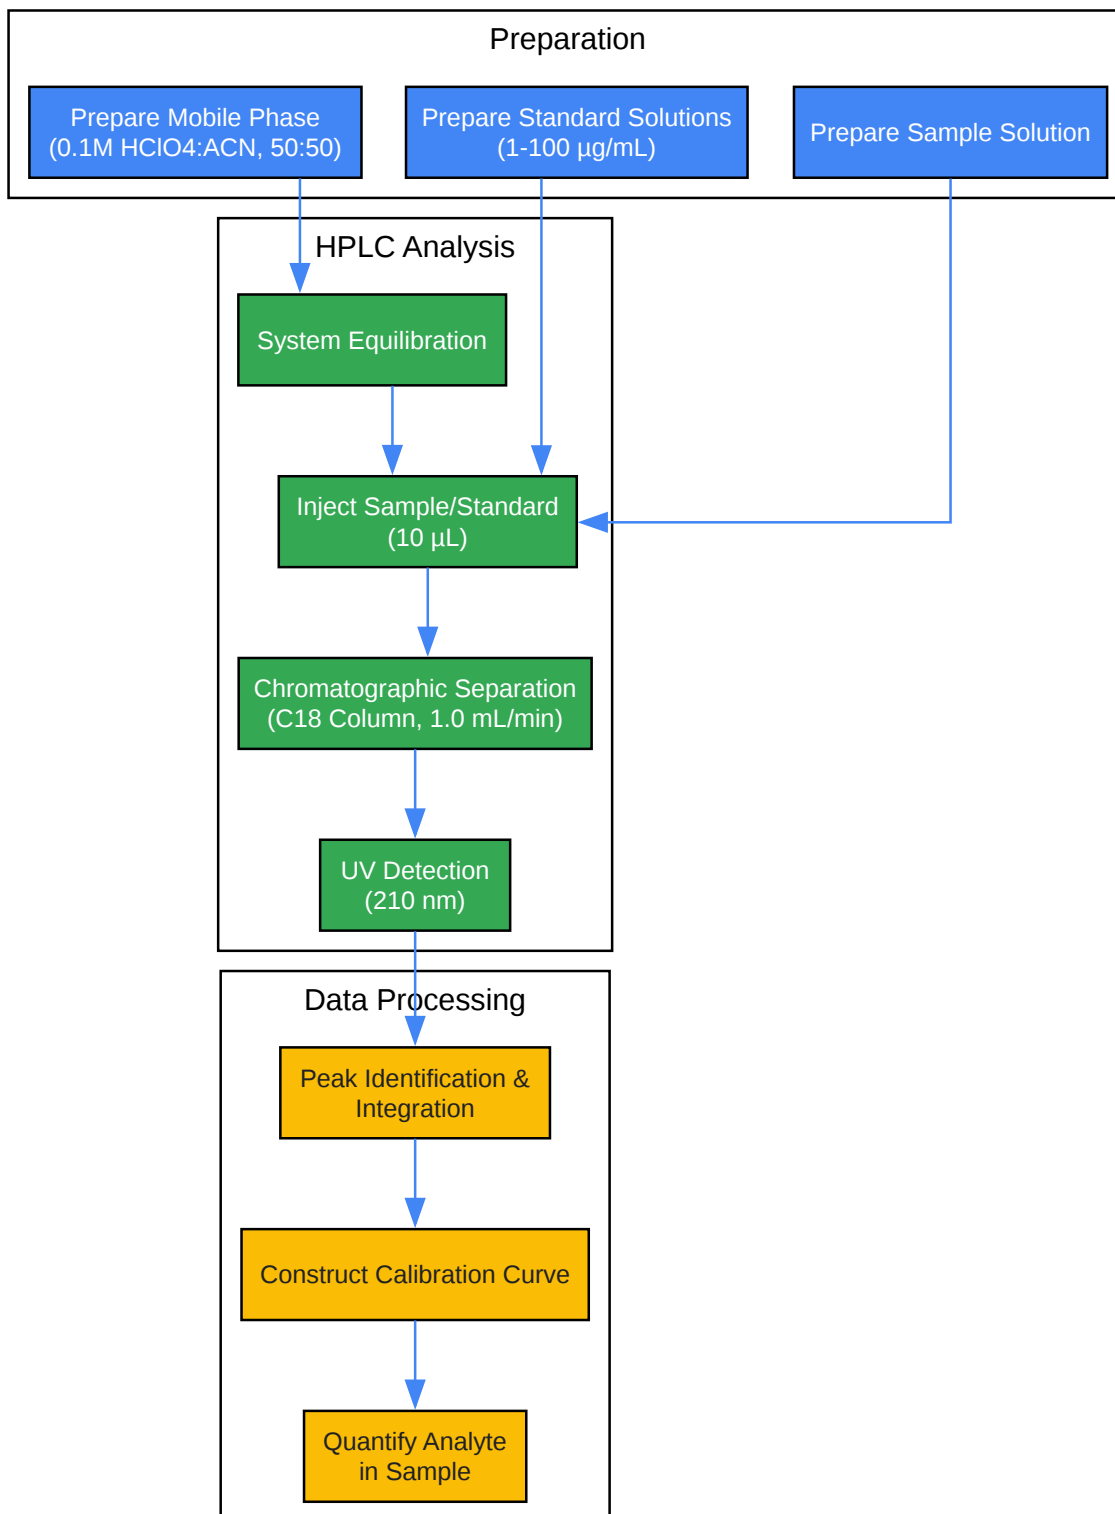 Preparation
Prepare Mobile Phase
(0.1M HClO4:ACN, 50:50)
Prepare Standard Solutions
(1-100 µg/mL)
Prepare Sample Solution
HPLC Analysis
System Equilibration
Inject Sample/Standard
(10 µL)
Chromatographic Separation
(C18 Column, 1.0 mL/min)
UV Detection
(210 nm)
Data Processing
Peak Identification &
Integration
Construct Calibration Curve
Quantify Analyte
in Sample